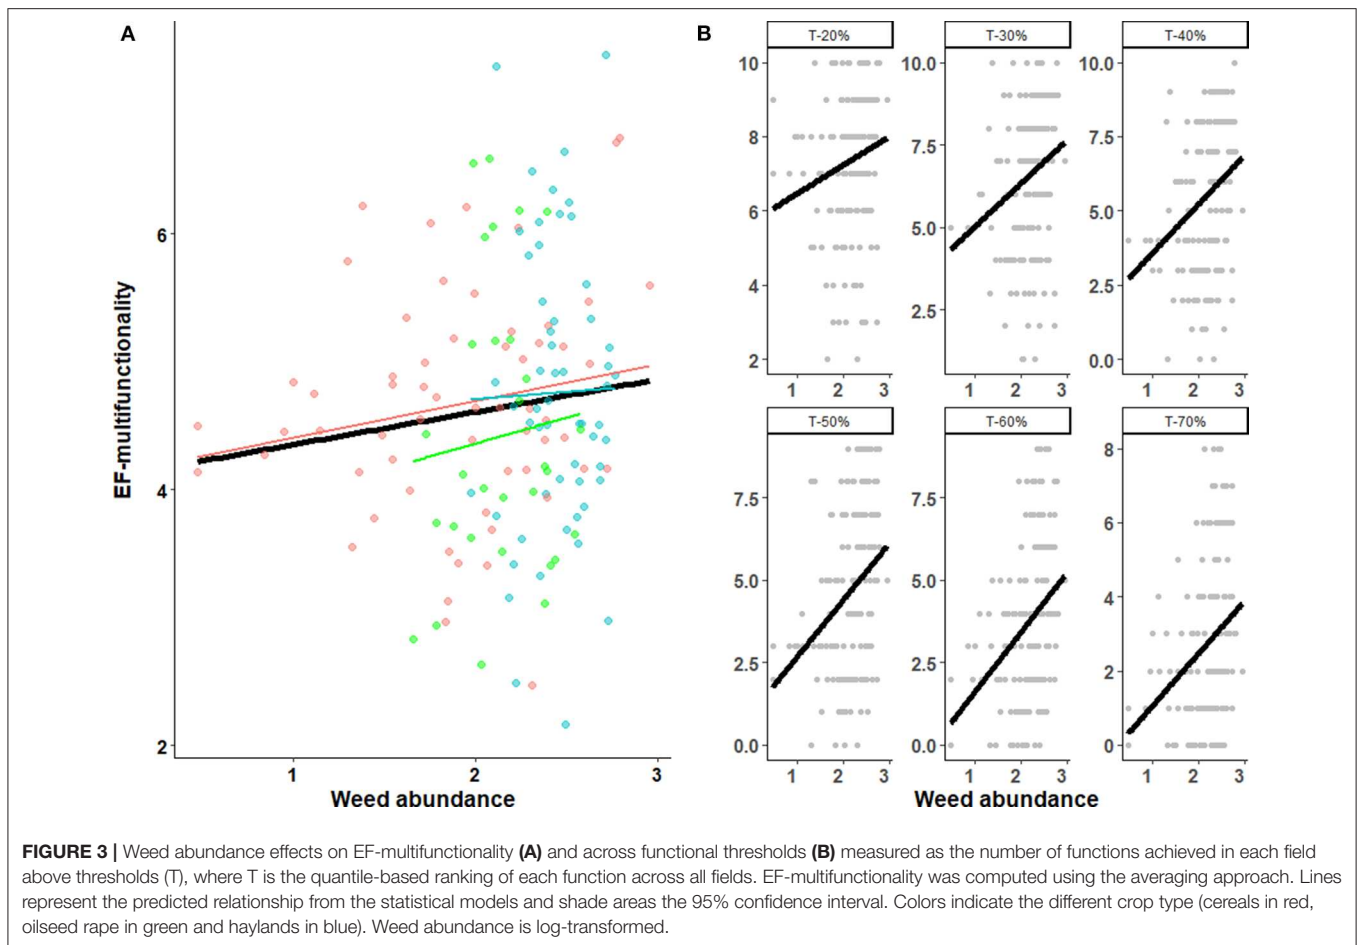 A
B
EF-multifunctionality
6
4
2
1 2 3
Weed abundance
T-20% T-30% T-40%
10
8
6
4
2
10.0
7.5
5.0
2.5
10.0
7.5
5.0
2.5
0.0
1 2 3 1 2 3 1 2 3
T-50% T-60% T-70%
7.5
5.0
2.5
0.0
7.5
5.0
2.5
0.0
8
6
4
2
0
1 2 3 1 2 3 1 2 3
Weed abundance
FIGURE 3 | Weed abundance effects on EF-multifunctionality (A) and across functional thresholds (B) measured as the number of functions achieved in each field
above thresholds (T), where T is the quantile-based ranking of each function across all fields. EF-multifunctionality was computed using the averaging approach. Lines
represent the predicted relationship from the statistical models and shade areas the 95% confidence interval. Colors indicate the different crop type (cereals in red,
oilseed rape in green and haylands in blue). Weed abundance is log-transformed.